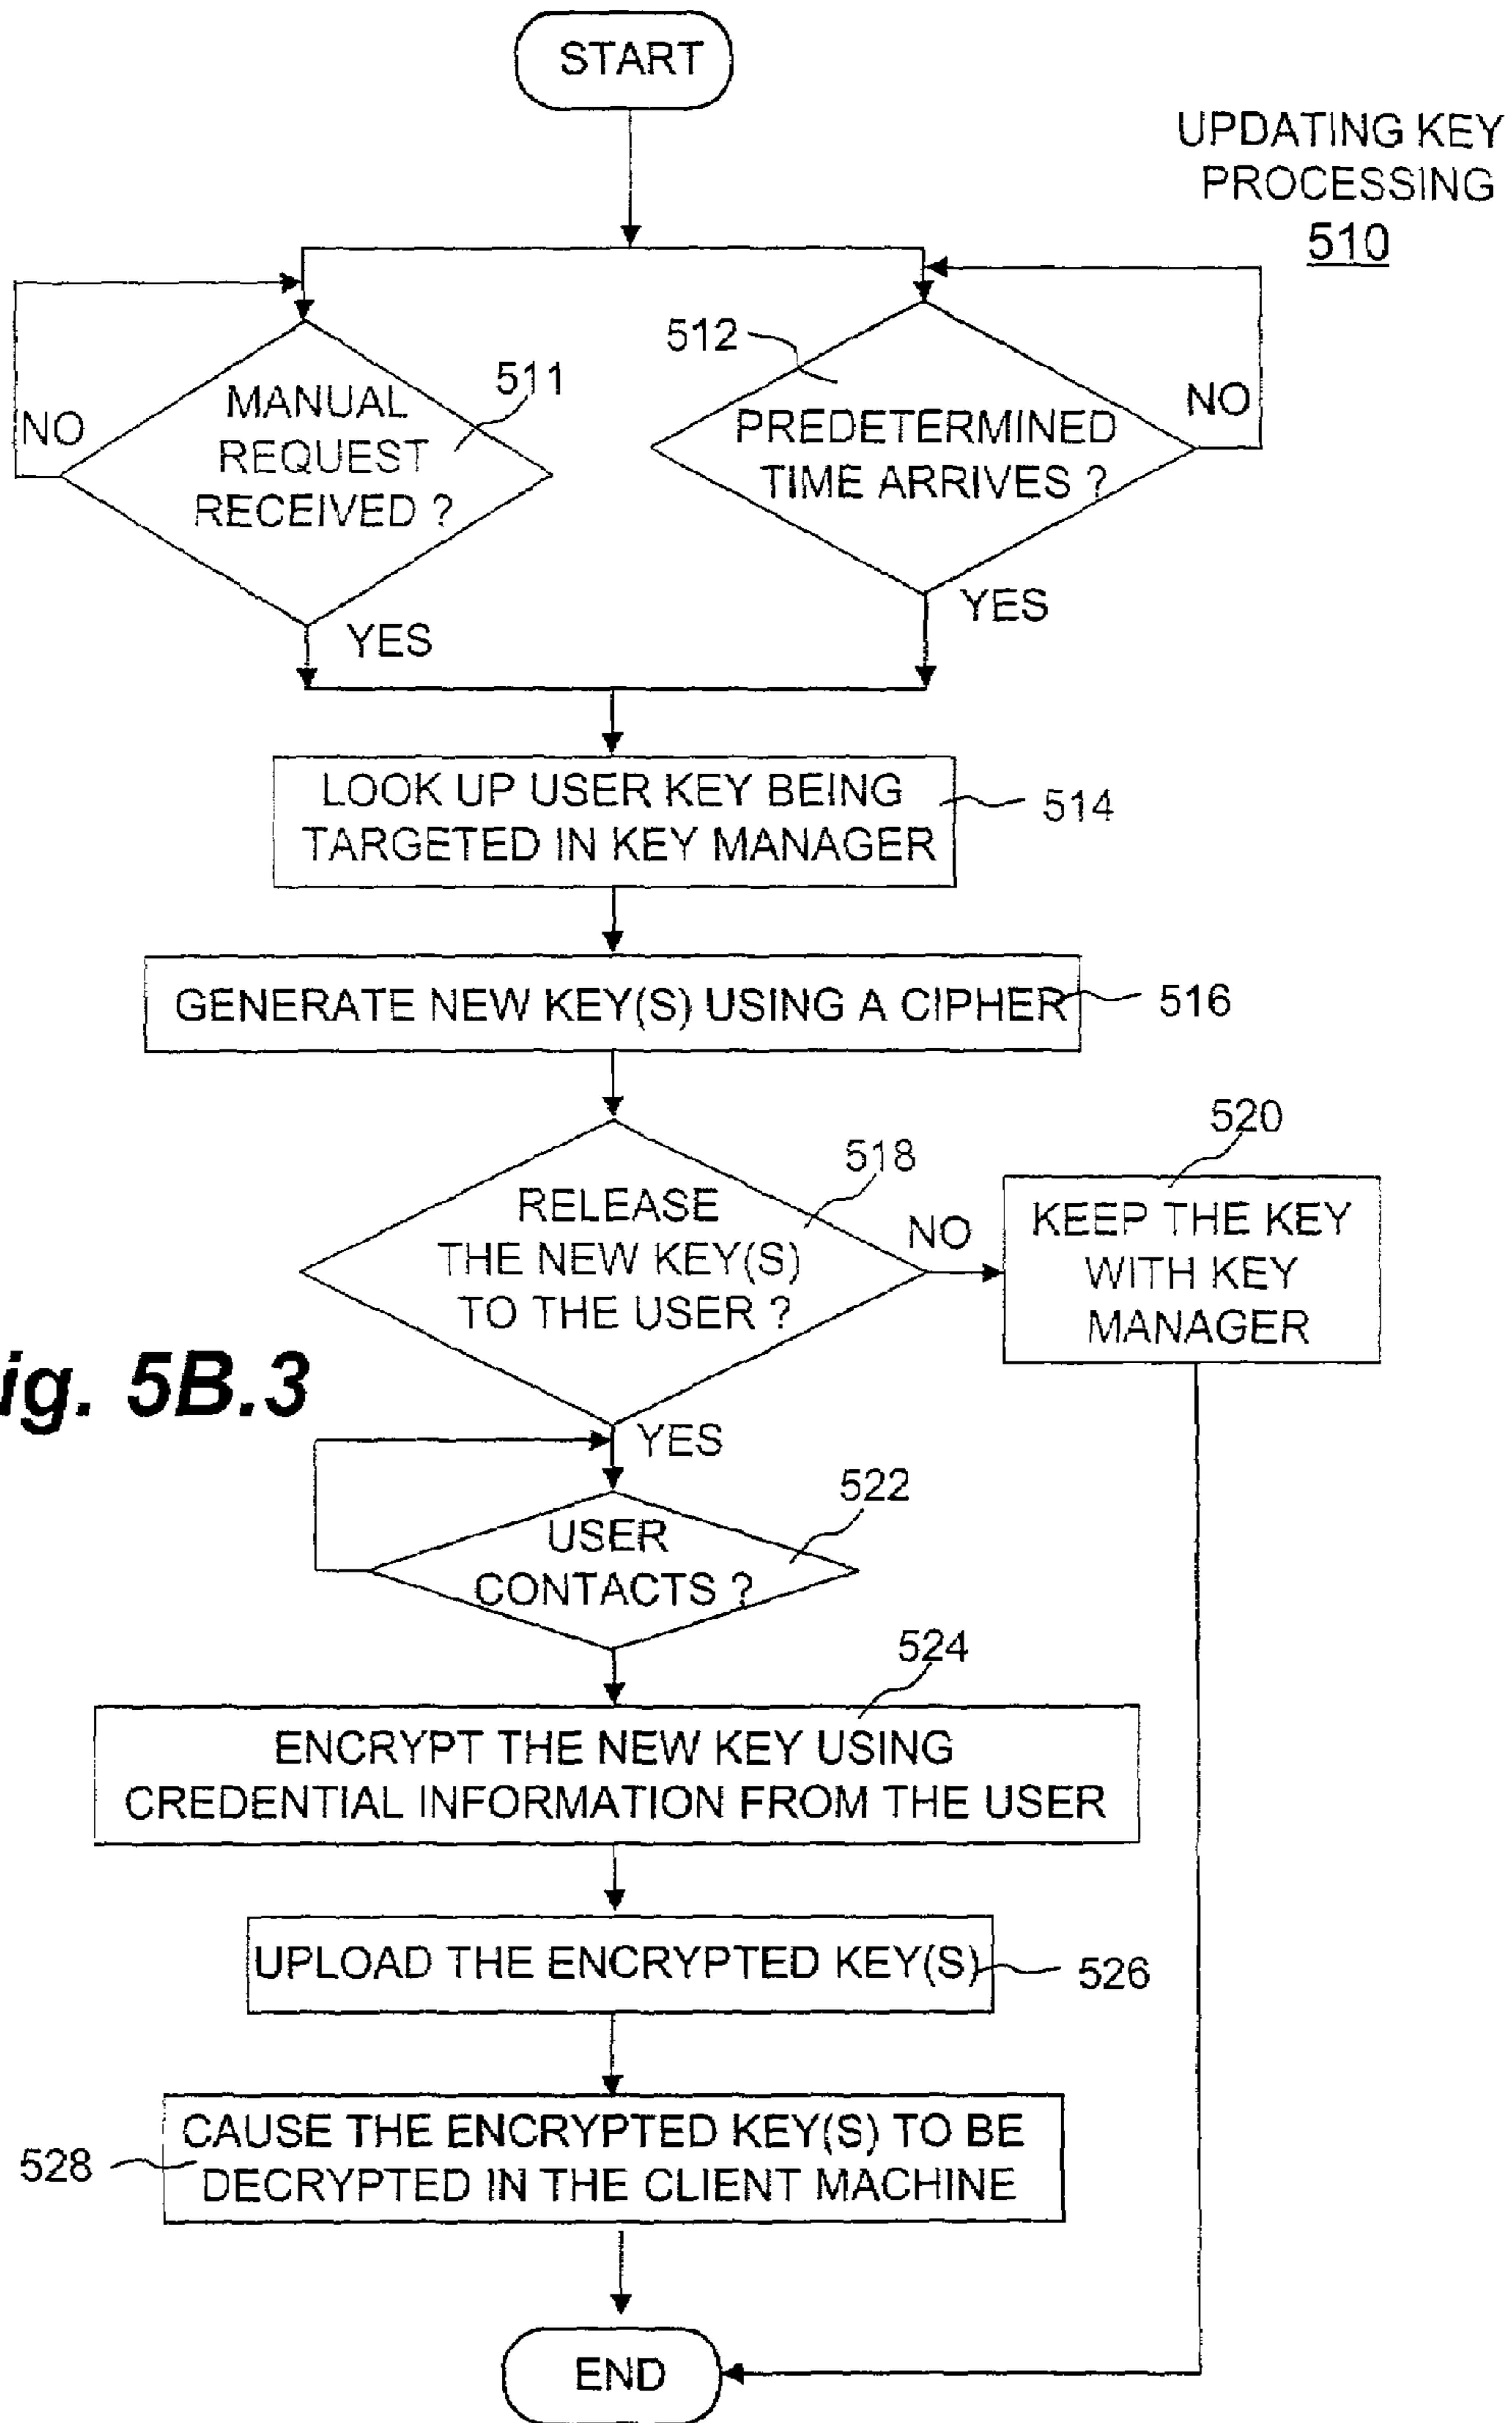 START
UPDATING KEY
PROCESSING
510
512
511
NO
MANUAL
REQUEST
RECEIVED ?
PREDETERMINED
TIME ARRIVES ?
NO
YES
YES
LOOK UP USER KEY BEING
TARGETED IN KEY MANAGER
514
GENERATE NEW KEY(S) USING A CIPHER
516
518
520
RELEASE
THE NEW KEY(S)
TO THE USER ?
NO
KEEP THE KEY
WITH KEY
MANAGER
ig. 5B.3
YES
522
USER
CONTACTS ?
524
ENCRYPT THE NEW KEY USING
CREDENTIAL INFORMATION FROM THE USER
UPLOAD THE ENCRYPTED KEY(S)
526
CAUSE THE ENCRYPTED KEY(S) TO BE
DECRYPTED IN THE CLIENT MACHINE
528
END